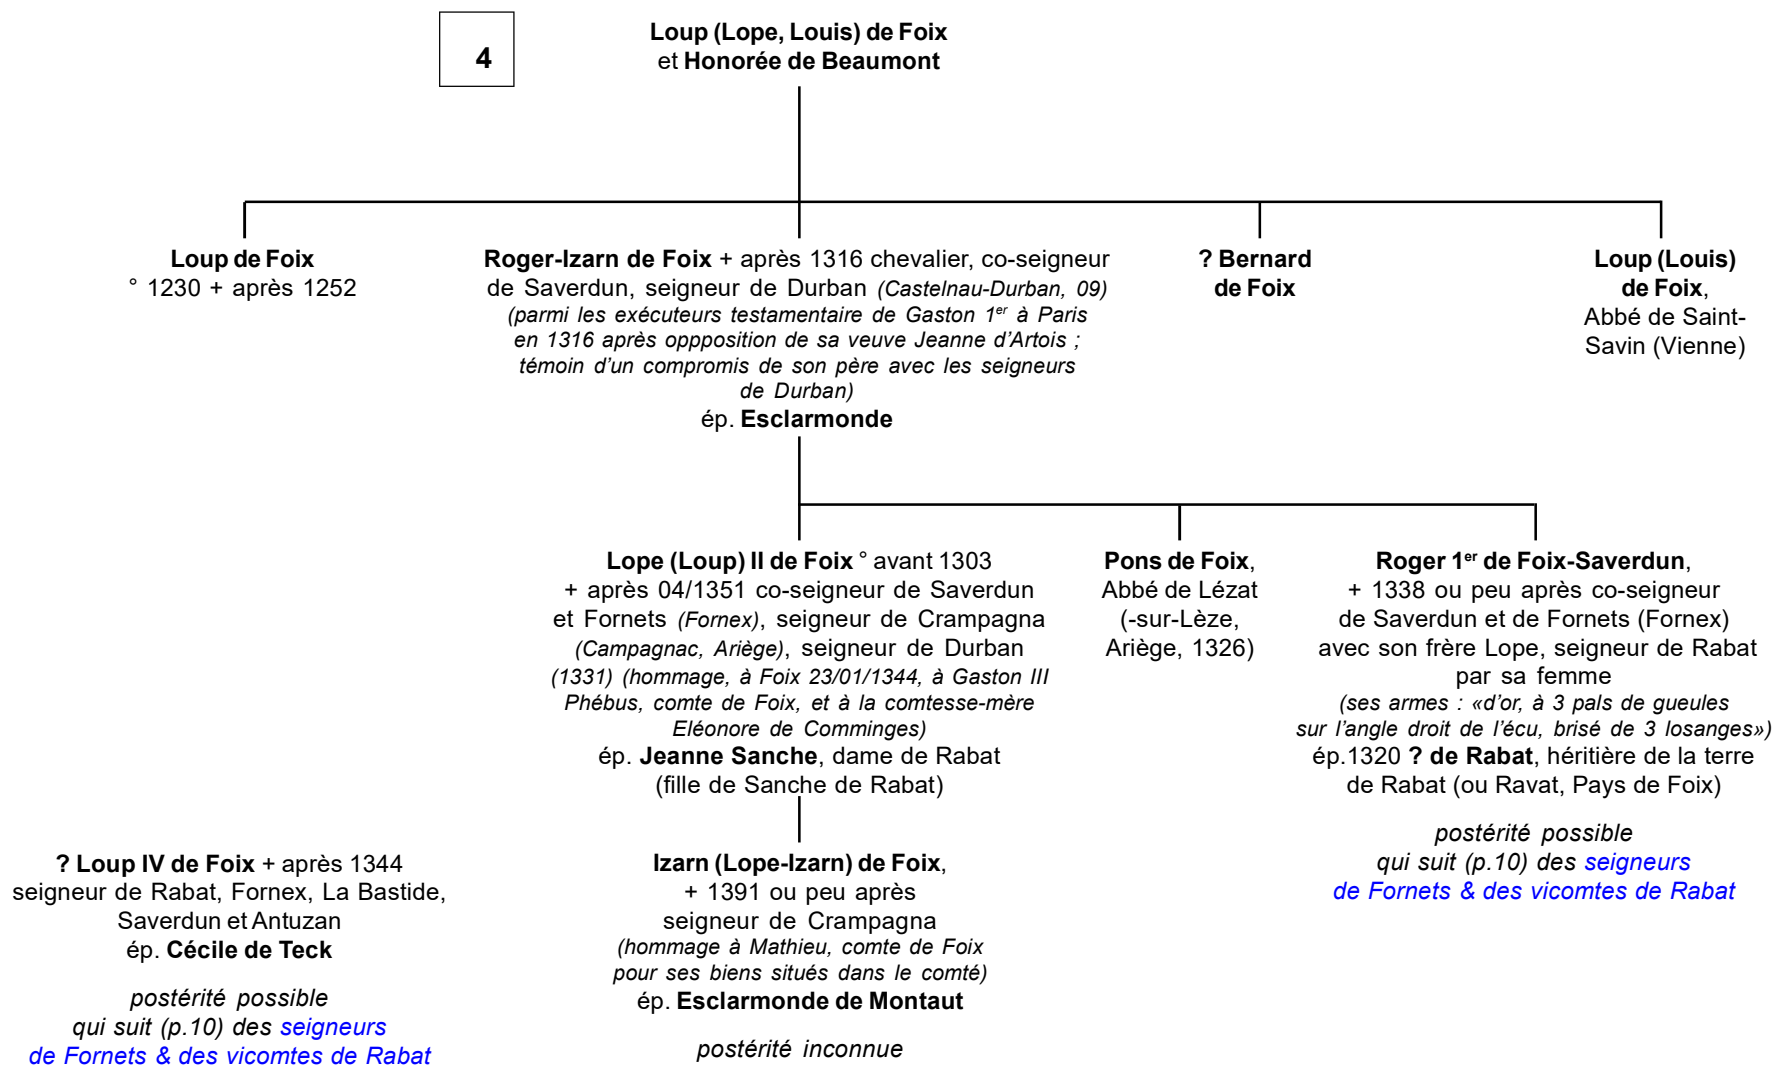 4
Loup (Lope, Louis) de Foix
et Honorée de Beaumont
Loup de Foix
° 1230 + après 1252
Roger-Izarn de Foix + après 1316 chevalier, co-seigneur
de Saverdun, seigneur de Durban (Castelnau-Durban, 09)
(parmi les exécuteurs testamentaire de Gaston 1er à Paris
en 1316 après oppposition de sa veuve Jeanne d'Artois ;
témoin d'un compromis de son père avec les seigneurs
de Durban)
ép. Esclarmonde
? Bernard
de Foix
Loup (Louis)
de Foix,
Abbé de Saint-
Savin (Vienne)
Lope (Loup) II de Foix ° avant 1303
+ après 04/1351 co-seigneur de Saverdun
et Fornets (Fornex), seigneur de Crampagna
(Campagnac, Ariège), seigneur de Durban
(1331) (hommage, à Foix 23/01/1344, à Gaston III
Phébus, comte de Foix, et à la comtesse-mère
Eléonore de Comminges)
ép. Jeanne Sanche, dame de Rabat
(fille de Sanche de Rabat)
Pons de Foix,
Abbé de Lézat
(-sur-Lèze,
Ariège, 1326)
Roger 1er de Foix-Saverdun,
+ 1338 ou peu après co-seigneur
de Saverdun et de Fornets (Fornex)
avec son frère Lope, seigneur de Rabat
par sa femme
(ses armes : «d'or, à 3 pals de gueules
sur l'angle droit de l'écu, brisé de 3 losanges»)
ép.1320 ? de Rabat, héritière de la terre
de Rabat (ou Ravat, Pays de Foix)
postérité possible
qui suit (p.10) des seigneurs
de Fornets & des vicomtes de Rabat
? Loup IV de Foix + après 1344
seigneur de Rabat, Fornex, La Bastide,
Saverdun et Antuzan
ép. Cécile de Teck
postérité possible
qui suit (p.10) des seigneurs
de Fornets & des vicomtes de Rabat
Izarn (Lope-Izarn) de Foix,
+ 1391 ou peu après
seigneur de Crampagna
(hommage à Mathieu, comte de Foix
pour ses biens situés dans le comté)
ép. Esclarmonde de Montaut
postérité inconnue